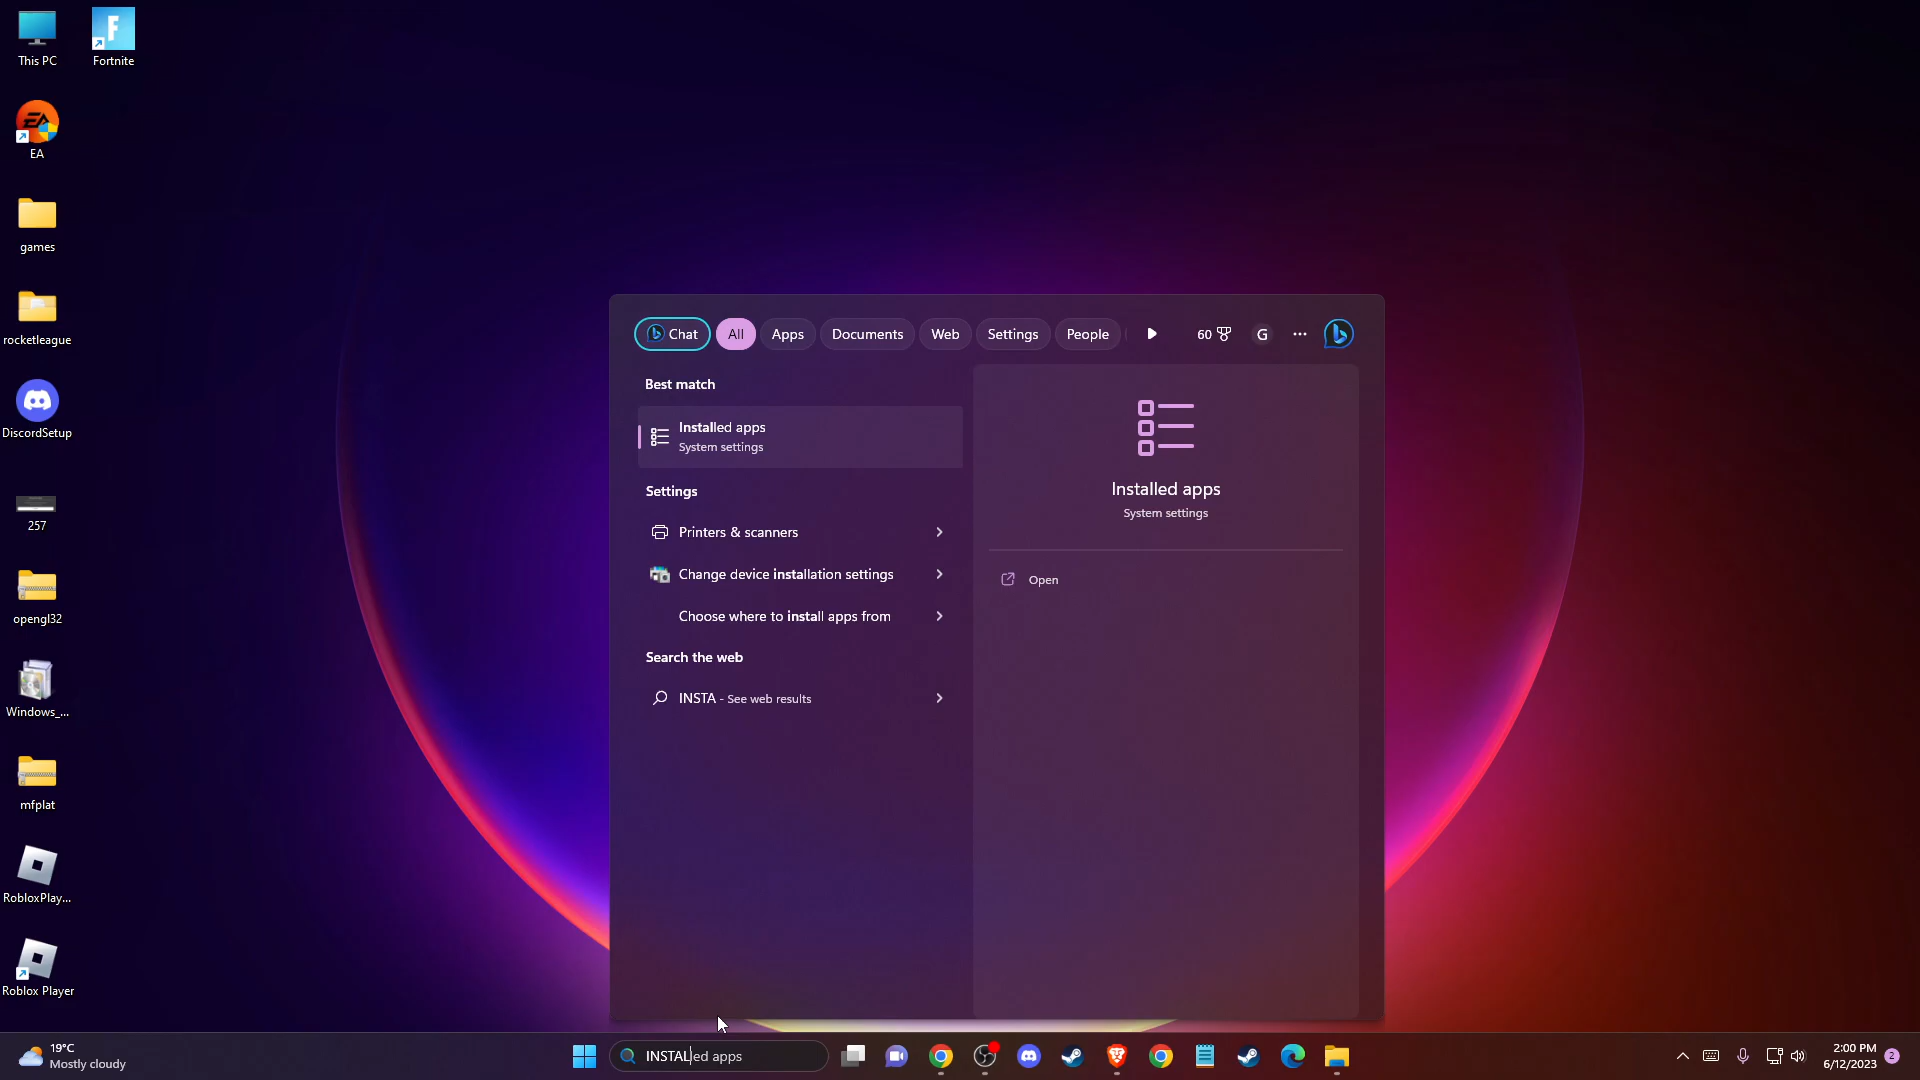 This PC
Fortnite
EA
games
rocketleague
DiscordSetup
257
opengl32
Windows_...
mfplat
RobloxPlay...
Roblox Player
Chat
All
Apps
Documents
Web
Settings
People
60
G
Best match
Installed apps
System settings
Settings
Printers & scanners
Change device installation settings
Choose where to install apps from
Search the web
INSTA - See web results
Installed apps
System settings
Open
19°C
Mostly cloudy
INSTALled apps
2:00 PM
6/12/2023
2